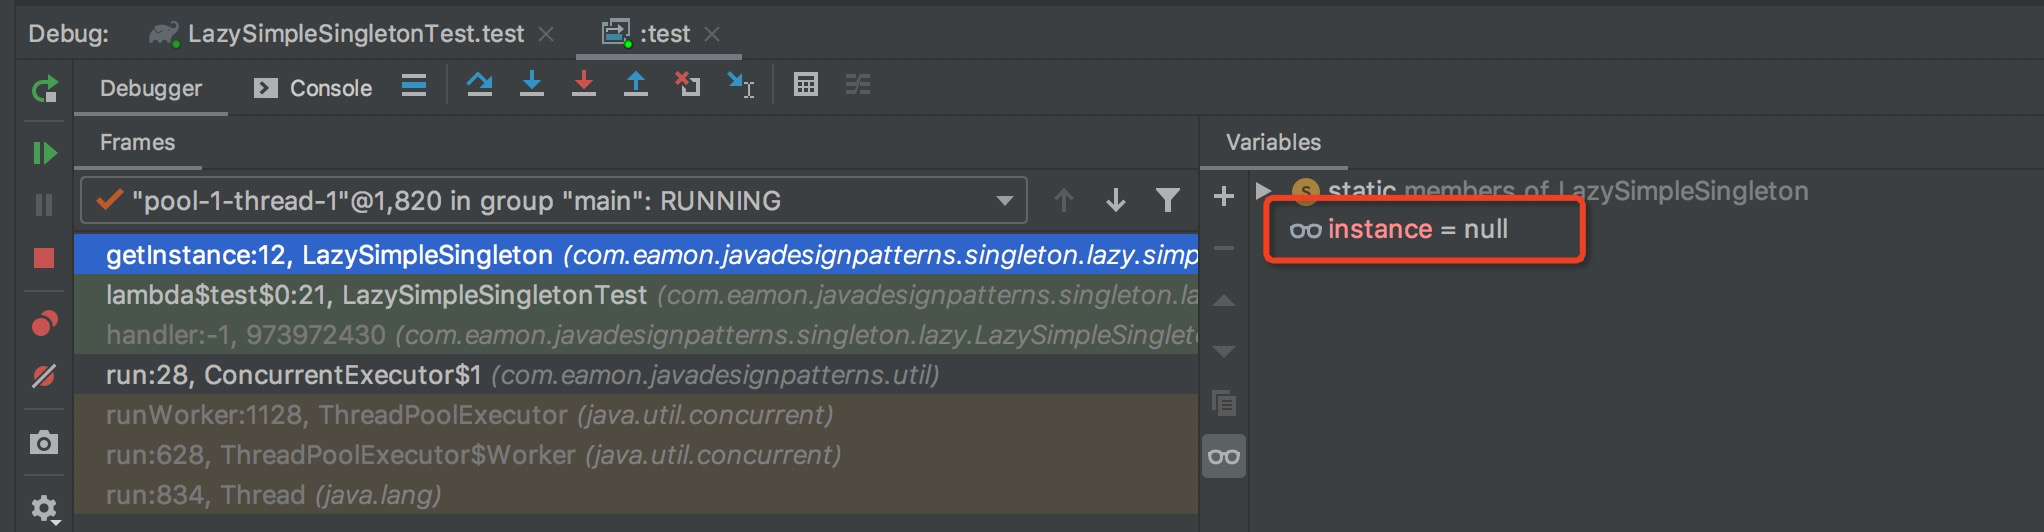 Debug: LazySimpleSingletonTest.test :test
Debugger Console
Frames
Variables
"pool-1-thread-1"@1,820 in group "main": RUNNING
static members of LazySimpleSingleton
instance = null
getInstance:12, LazySimpleSingleton (com.eamon.javadesignpatterns.singleton.lazy.simp
lambda$test$0:21, LazySimpleSingletonTest (com.eamon.javadesignpatterns.singleton.la
handler:-1, 973972430 (com.eamon.javadesignpatterns.singleton.lazy.LazySimpleSinglet
run:28, ConcurrentExecutor$1 (com.eamon.javadesignpatterns.util)
runWorker:1128, ThreadPoolExecutor (java.util.concurrent)
run:628, ThreadPoolExecutor$Worker (java.util.concurrent)
run:834, Thread (java.lang)